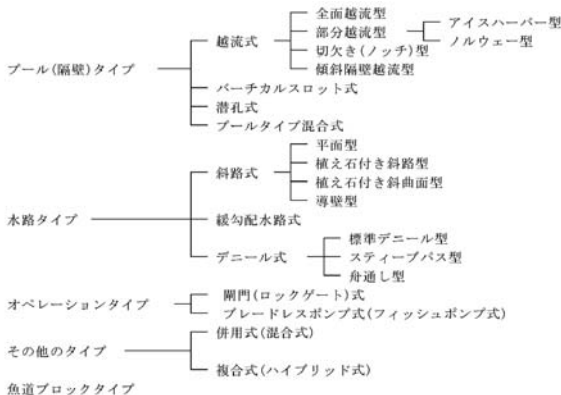 全面越流型
部分越流型
アイスハーバー型
ノルウェー型
越流式
切欠き(ノッチ)型
傾斜隔壁越流型
プール(隔壁)タイプ
バーチカルスロット式
潜孔式
プールタイプ混合式
平面型
斜路式
植え石付き斜路型
植え石付き斜曲面型
導壁型
水路タイプ
緩勾配水路式
標準デニール型
デニール式
スティープパス型
舟通し型
オペレーションタイプ
閘門(ロックゲート)式
ブレードレスポンプ式(フィッシュポンプ式)
併用式(混合式)
その他のタイプ
複合式(ハイブリッド式)
魚道ブロックタイプ